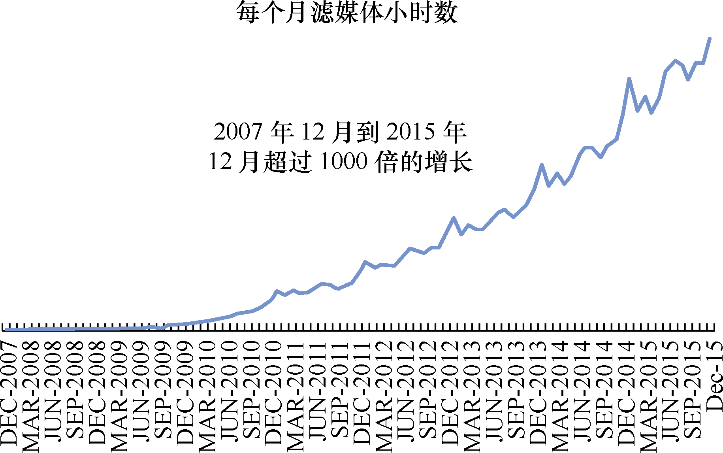 每个月滤媒体小时数
2007 年 12 月到 2015 年
12 月超过 1000 倍的增长
DEC-2007
MAR-2008
JUN-2008
SEP-2008
DEC-2008
MAR-2009
JUN-2009
SEP-2009
DEC-2009
MAR-2010
JUN-2010
SEP-2010
DEC-2010
MAR-2011
JUN-2011
SEP-2011
DEC-2011
MAR-2012
JUN-2012
SEP-2012
DEC-2012
MAR-2013
JUN-2013
SEP-2013
DEC-2013
MAR-2014
JUN-2014
SEP-2014
DEC-2014
MAR-2015
JUN-2015
SEP-2015
Dec-15